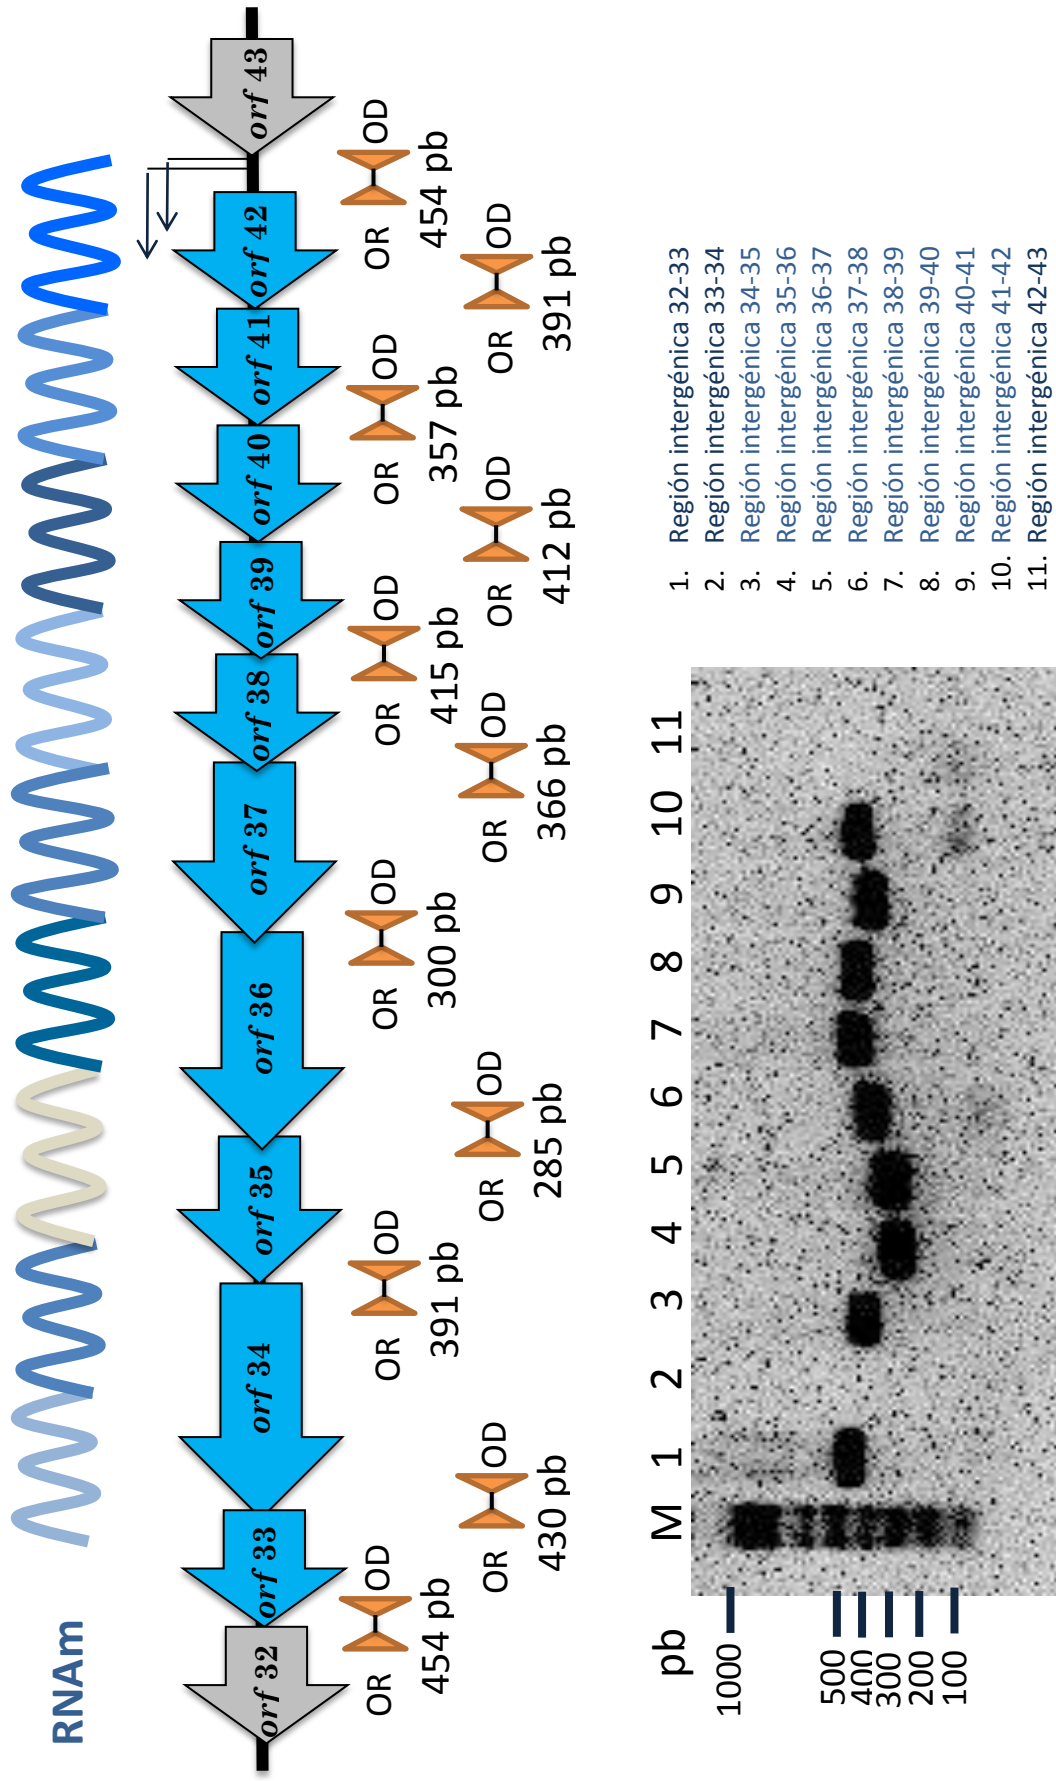 RNAm
orf 32
orf 33
orf 34
orf 35
orf 36
orf 37
orf 38
orf 39
orf 40
orf 41
orf 42
orf 43
OR OD
454 pb
OR OD
391 pb
OR OD
300 pb
OR OD
415 pb
OR OD
357 pb
OR OD
454 pb
OR OD
430 pb
OR OD
285 pb
OR OD
366 pb
OR OD
412 pb
OR OD
391 pb
pb
M 1 2 3 4 5 6 7 8 9 10 11
1000
500
400
300
200
100
1. Región intergénica 32-33
2. Región intergénica 33-34
3. Región intergénica 34-35
4. Región intergénica 35-36
5. Región intergénica 36-37
6. Región intergénica 37-38
7. Región intergénica 38-39
8. Región intergénica 39-40
9. Región intergénica 40-41
10. Región intergénica 41-42
11. Región intergénica 42-43